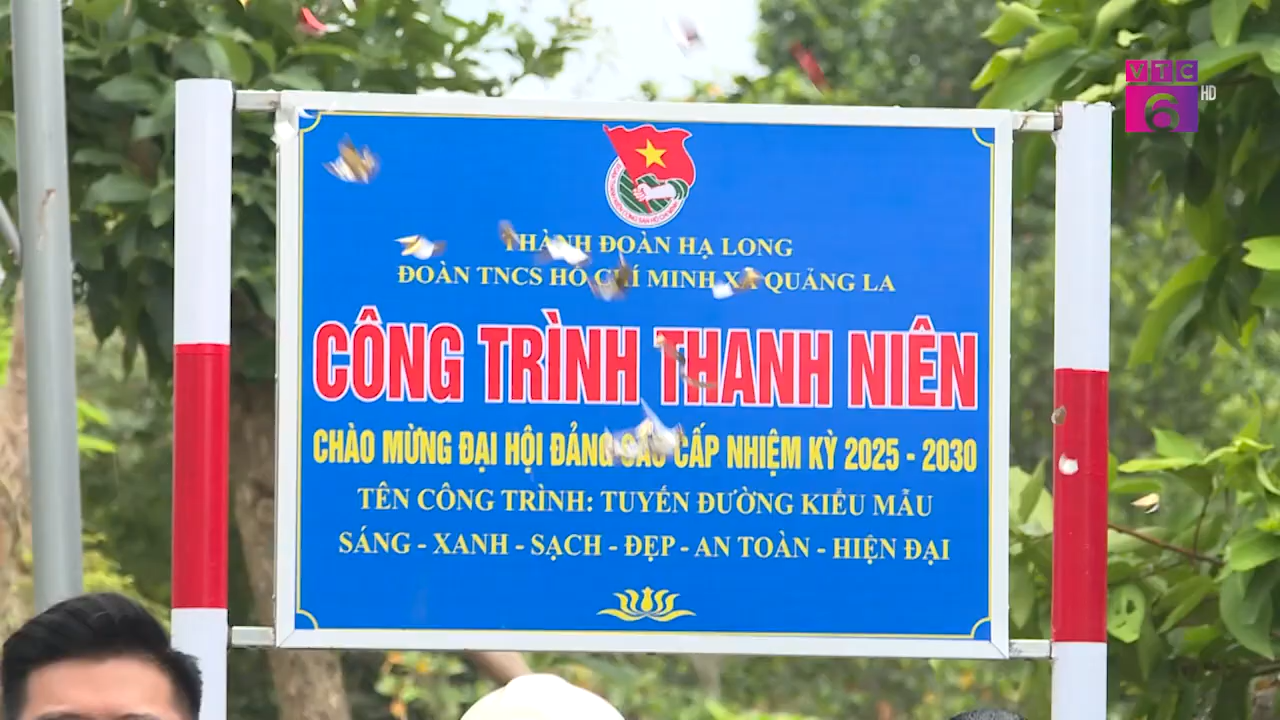 VTC
6
HD
THÀNH ĐOÀN HẠ LONG
ĐOÀN TNCS HỒ CHÍ MINH XÃ QUẢNG LA
CÔNG TRÌNH THANH NIÊN
CHÀO MỪNG ĐẠI HỘI ĐẢNG CÁC CẤP NHIỆM KỲ 2025 - 2030
TÊN CÔNG TRÌNH: TUYẾN ĐƯỜNG KIỂU MẪU
SÁNG - XANH - SẠCH - ĐẸP - AN TOÀN - HIỆN ĐẠI